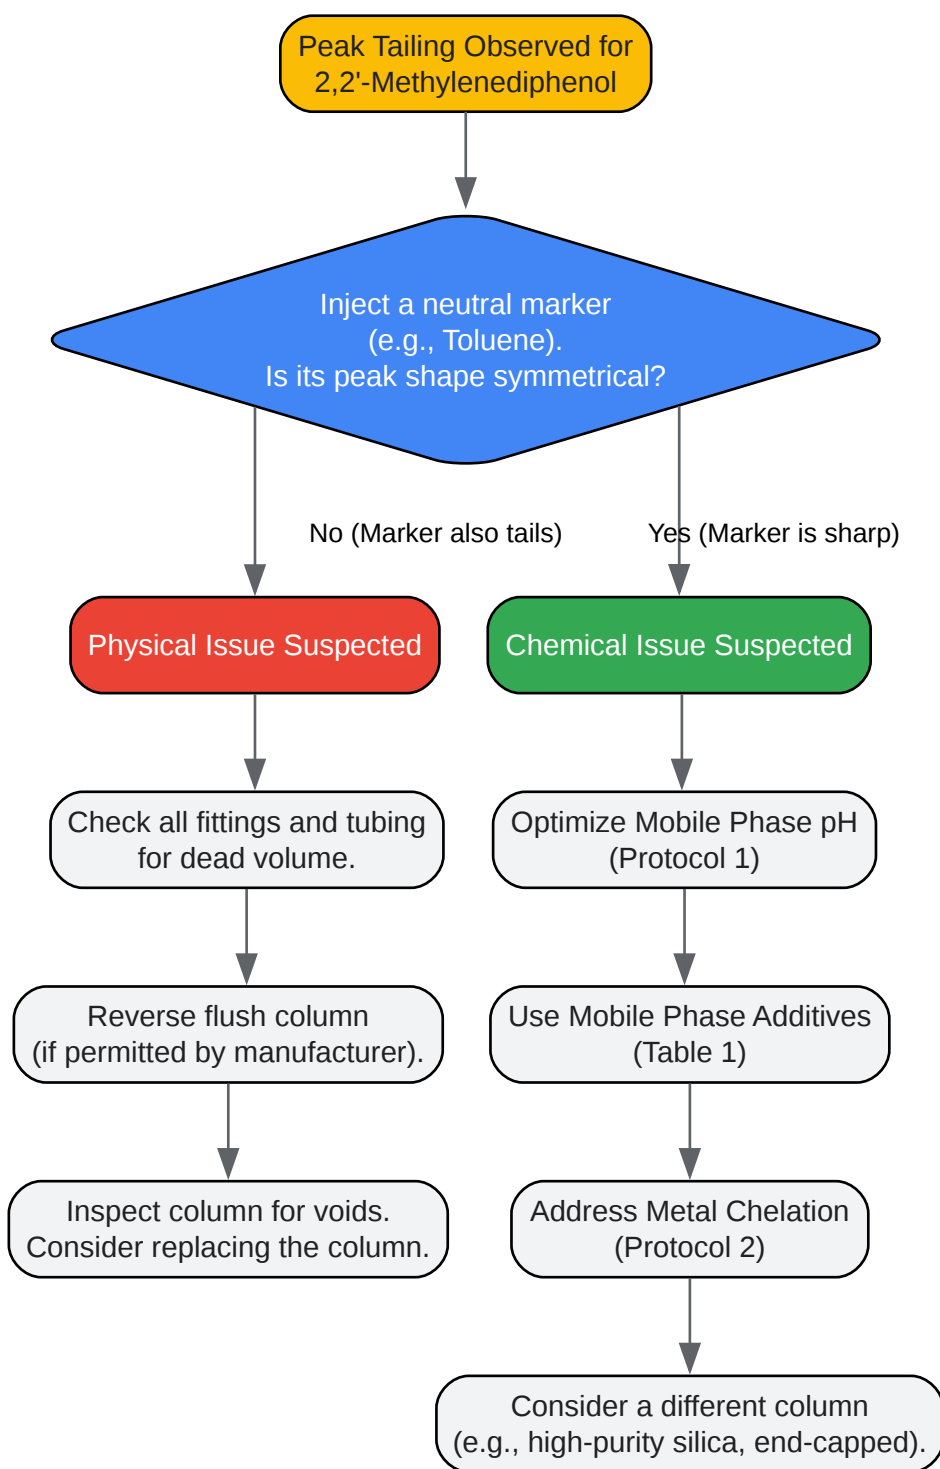 Peak Tailing Observed for
2,2'-Methylenediphenol
Inject a neutral marker
(e.g., Toluene).
Is its peak shape symmetrical?
No (Marker also tails)
Yes (Marker is sharp)
Physical Issue Suspected
Chemical Issue Suspected
Check all fittings and tubing
for dead volume.
Optimize Mobile Phase pH
(Protocol 1)
Reverse flush column
(if permitted by manufacturer).
Use Mobile Phase Additives
(Table 1)
Inspect column for voids.
Consider replacing the column.
Address Metal Chelation
(Protocol 2)
Consider a different column
(e.g., high-purity silica, end-capped).